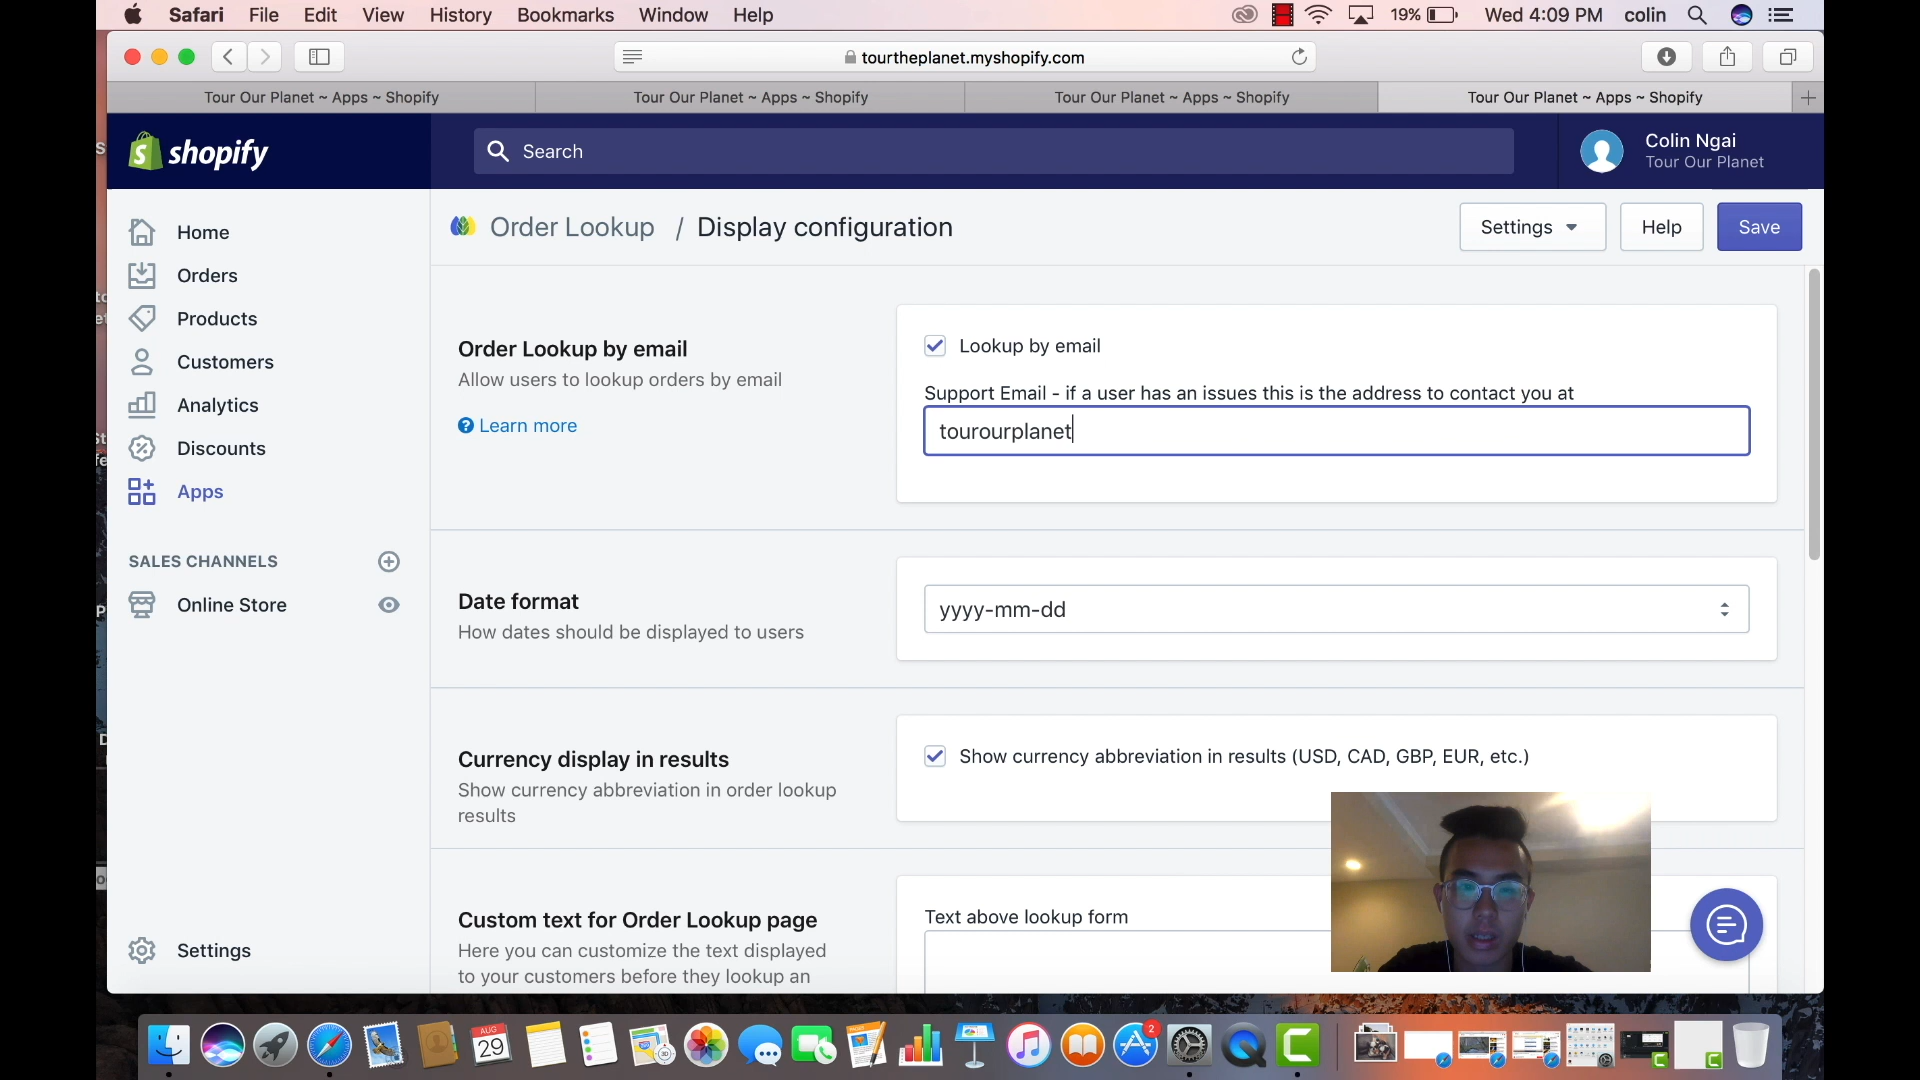 Safari File Edit View History Bookmarks Window Help 19% Wed 4:09 PM colin
tourtheplanet.myshopify.com
Tour Our Planet ~ Apps ~ Shopify Tour Our Planet ~ Apps ~ Shopify Tour Our Planet ~ Apps ~ Shopify Tour Our Planet ~ Apps ~ Shopify
shopify
Search
Colin Ngai
Tour Our Planet
Home
Orders
Products
Customers
Analytics
Discounts
Apps
SALES CHANNELS
Online Store
Settings
Order Lookup / Display configuration
Settings
Help
Save
Order Lookup by email
Allow users to lookup orders by email
Learn more
Lookup by email
Support Email - if a user has an issues this is the address to contact you at
tourourplanet
Date format
How dates should be displayed to users
yyyy-mm-dd
Currency display in results
Show currency abbreviation in order lookup
results
Show currency abbreviation in results (USD, CAD, GBP, EUR, etc.)
Custom text for Order Lookup page
Here you can customize the text displayed
to your customers before they lookup an
Text above lookup form
AUG
29
2